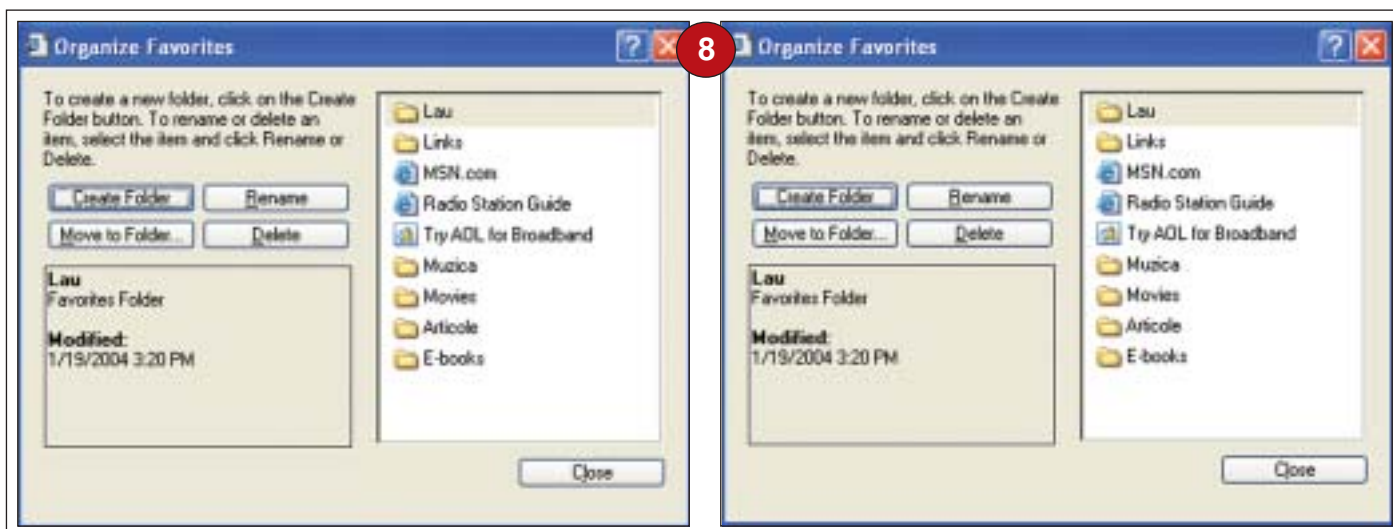 Organize Favorites
To create a new folder, click on the Create
Folder button. To rename or delete an
item, select the item and click Rename or
Delete.
Create Folder
Rename
Move to Folder...
Delete
Lau
Favorites Folder
Modified:
1/19/2004 3:20 PM
Lau
Links
MSN.com
Radio Station Guide
Try AOL for Broadband
Muzica
Movies
Articole
E-books
Close
8
Organize Favorites
To create a new folder, click on the Create
Folder button. To rename or delete an
item, select the item and click Rename or
Delete.
Create Folder
Rename
Move to Folder...
Delete
Lau
Favorites Folder
Modified:
1/19/2004 3:20 PM
Lau
Links
MSN.com
Radio Station Guide
Try AOL for Broadband
Muzica
Movies
Articole
E-books
Close